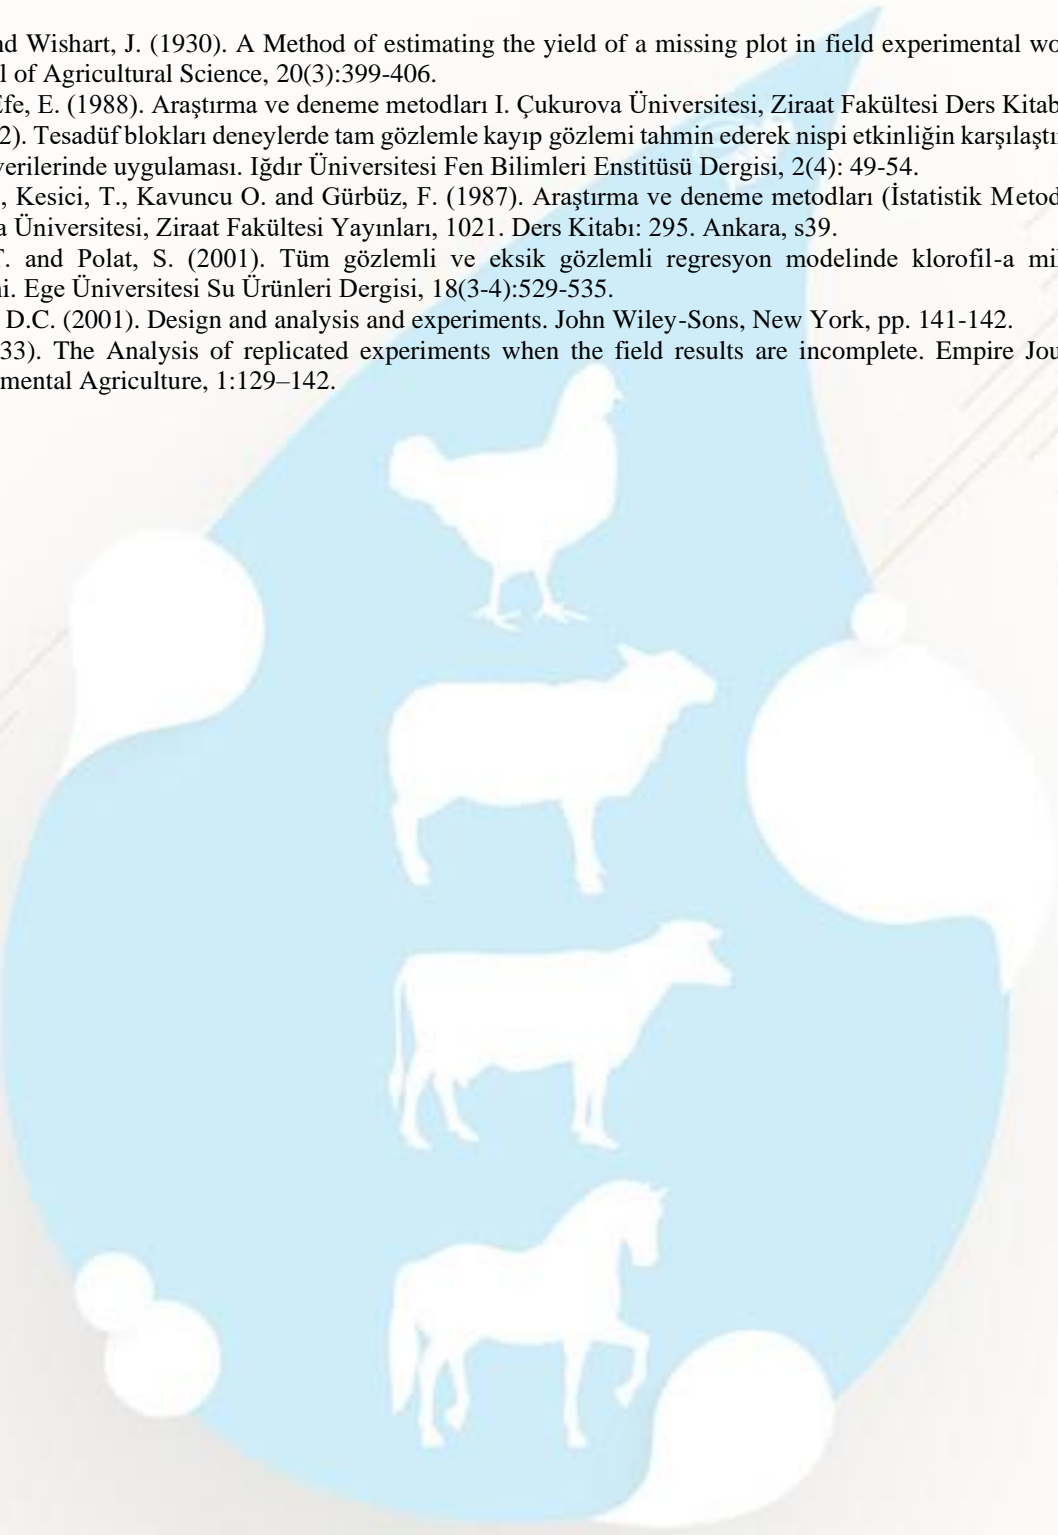 nd Wishart, J. (1930). A Method of estimating the yield of a missing plot in field experimental wo
l of Agricultural Science, 20(3):399-406.
Efe, E. (1988). Araştırma ve deneme metodları I. Çukurova Üniversitesi, Ziraat Fakültesi Ders Kitab
2). Tesadüf blokları deneylerde tam gözlemle kayıp gözlemi tahmin ederek nispi etkinliğin karşılaştır
verilerinde uygulaması. Iğdır Üniversitesi Fen Bilimleri Enstitüsü Dergisi, 2(4): 49-54.
., Kesici, T., Kavuncu O. and Gürbüz, F. (1987). Araştırma ve deneme metodları (İstatistik Metod
a Üniversitesi, Ziraat Fakültesi Yayınları, 1021. Ders Kitabı: 295. Ankara, s39.
T. and Polat, S. (2001). Tüm gözlemli ve eksik gözlemli regresyon modelinde klorofil-a mi
ni. Ege Üniversitesi Su Ürünleri Dergisi, 18(3-4):529-535.
, D.C. (2001). Design and analysis and experiments. John Wiley-Sons, New York, pp. 141-142.
33). The Analysis of replicated experiments when the field results are incomplete. Empire Jou
mental Agriculture, 1:129–142.